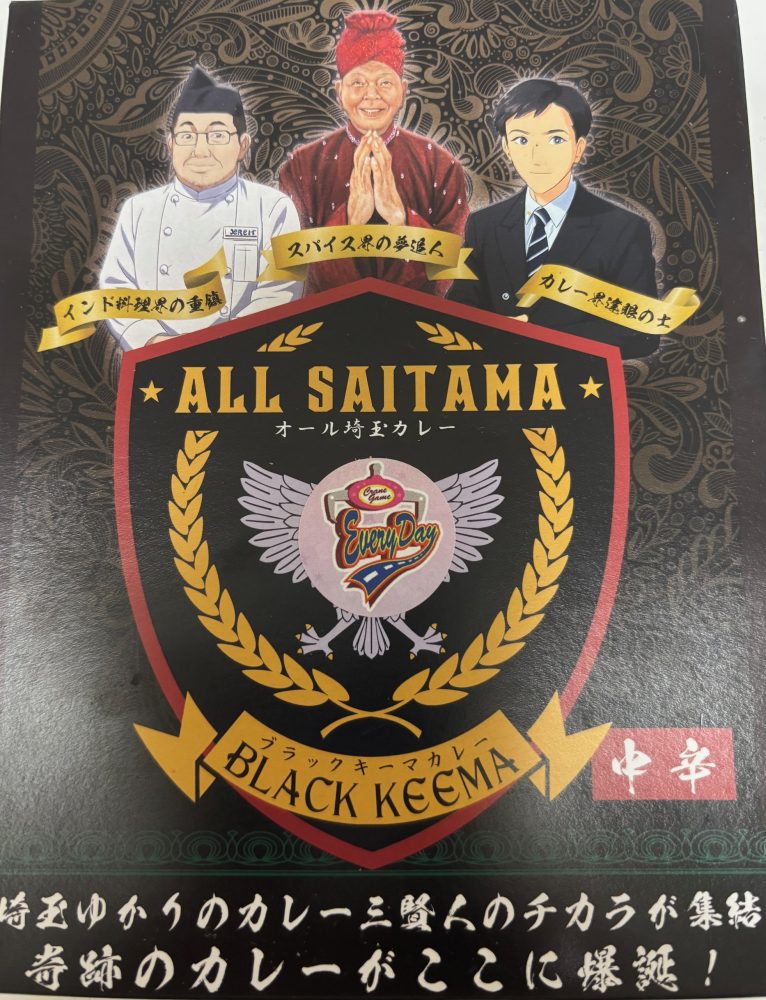 スパイス界の夢追人
インド料理界の重鎮
カレー界達眼の士
ALL SAITAMA
オール埼玉カレー
Crane
Game
EveryDay
ブラックキーマカレー
BLACK KEEMA
中辛
埼玉ゆかりのカレー三賢人のチカラが集結
奇跡のカレーがここに爆誕！